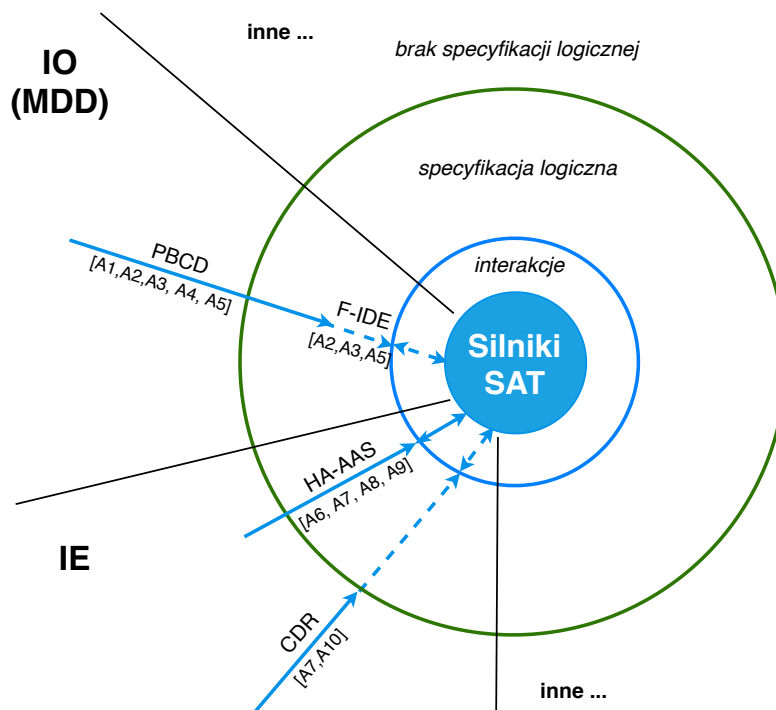 inne ...
brak specyfikacji logicznej
IO
(MDD)
specyfikacja logiczna
PBCD
[A1,A2,A3, A4, A5]
interakcje
F-IDE
[A2,A3,A5]
Silniki
SAT
HA-AAS
[A6, A7, A8, A9]
IE
CDR
[A7,A10]
inne ...